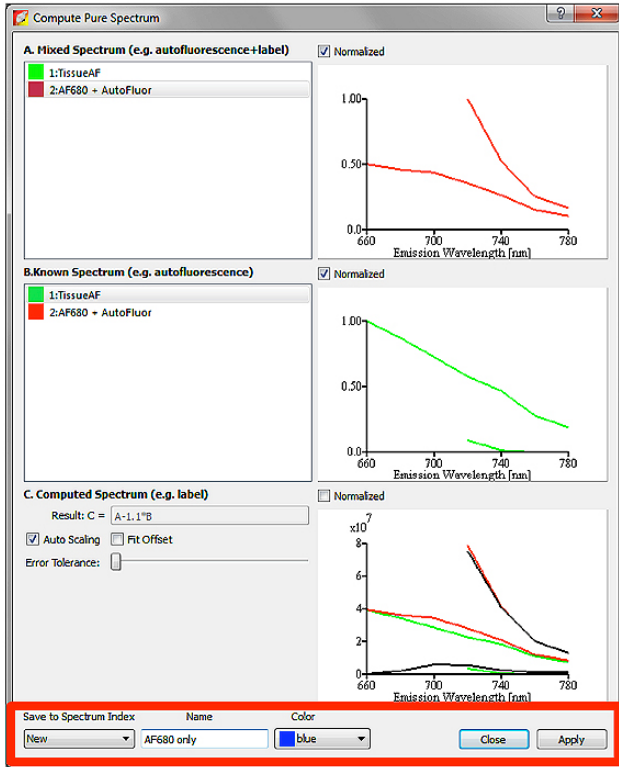 Compute Pure Spectrum
A. Mixed Spectrum (e.g. autofluorescence+label)
Normalized
1:TissueAF
2:AF680 + AutoFluor
1.00
0.50
0.0
660 700 740 780
Emission Wavelength [nm]
B.Known Spectrum (e.g. autofluorescence)
Normalized
1:TissueAF
2:AF680 + AutoFluor
1.00
0.50
0.0
660 700 740 780
Emission Wavelength [nm]
C. Computed Spectrum (e.g. label)
Normalized
Result: C = A-1.1*B
Auto Scaling Fit Offset
Error Tolerance:
x10^7
8
6
4
2
0
660 700 740 780
Emission Wavelength [nm]
Save to Spectrum Index Name Color
New AF680 only blue Close Apply